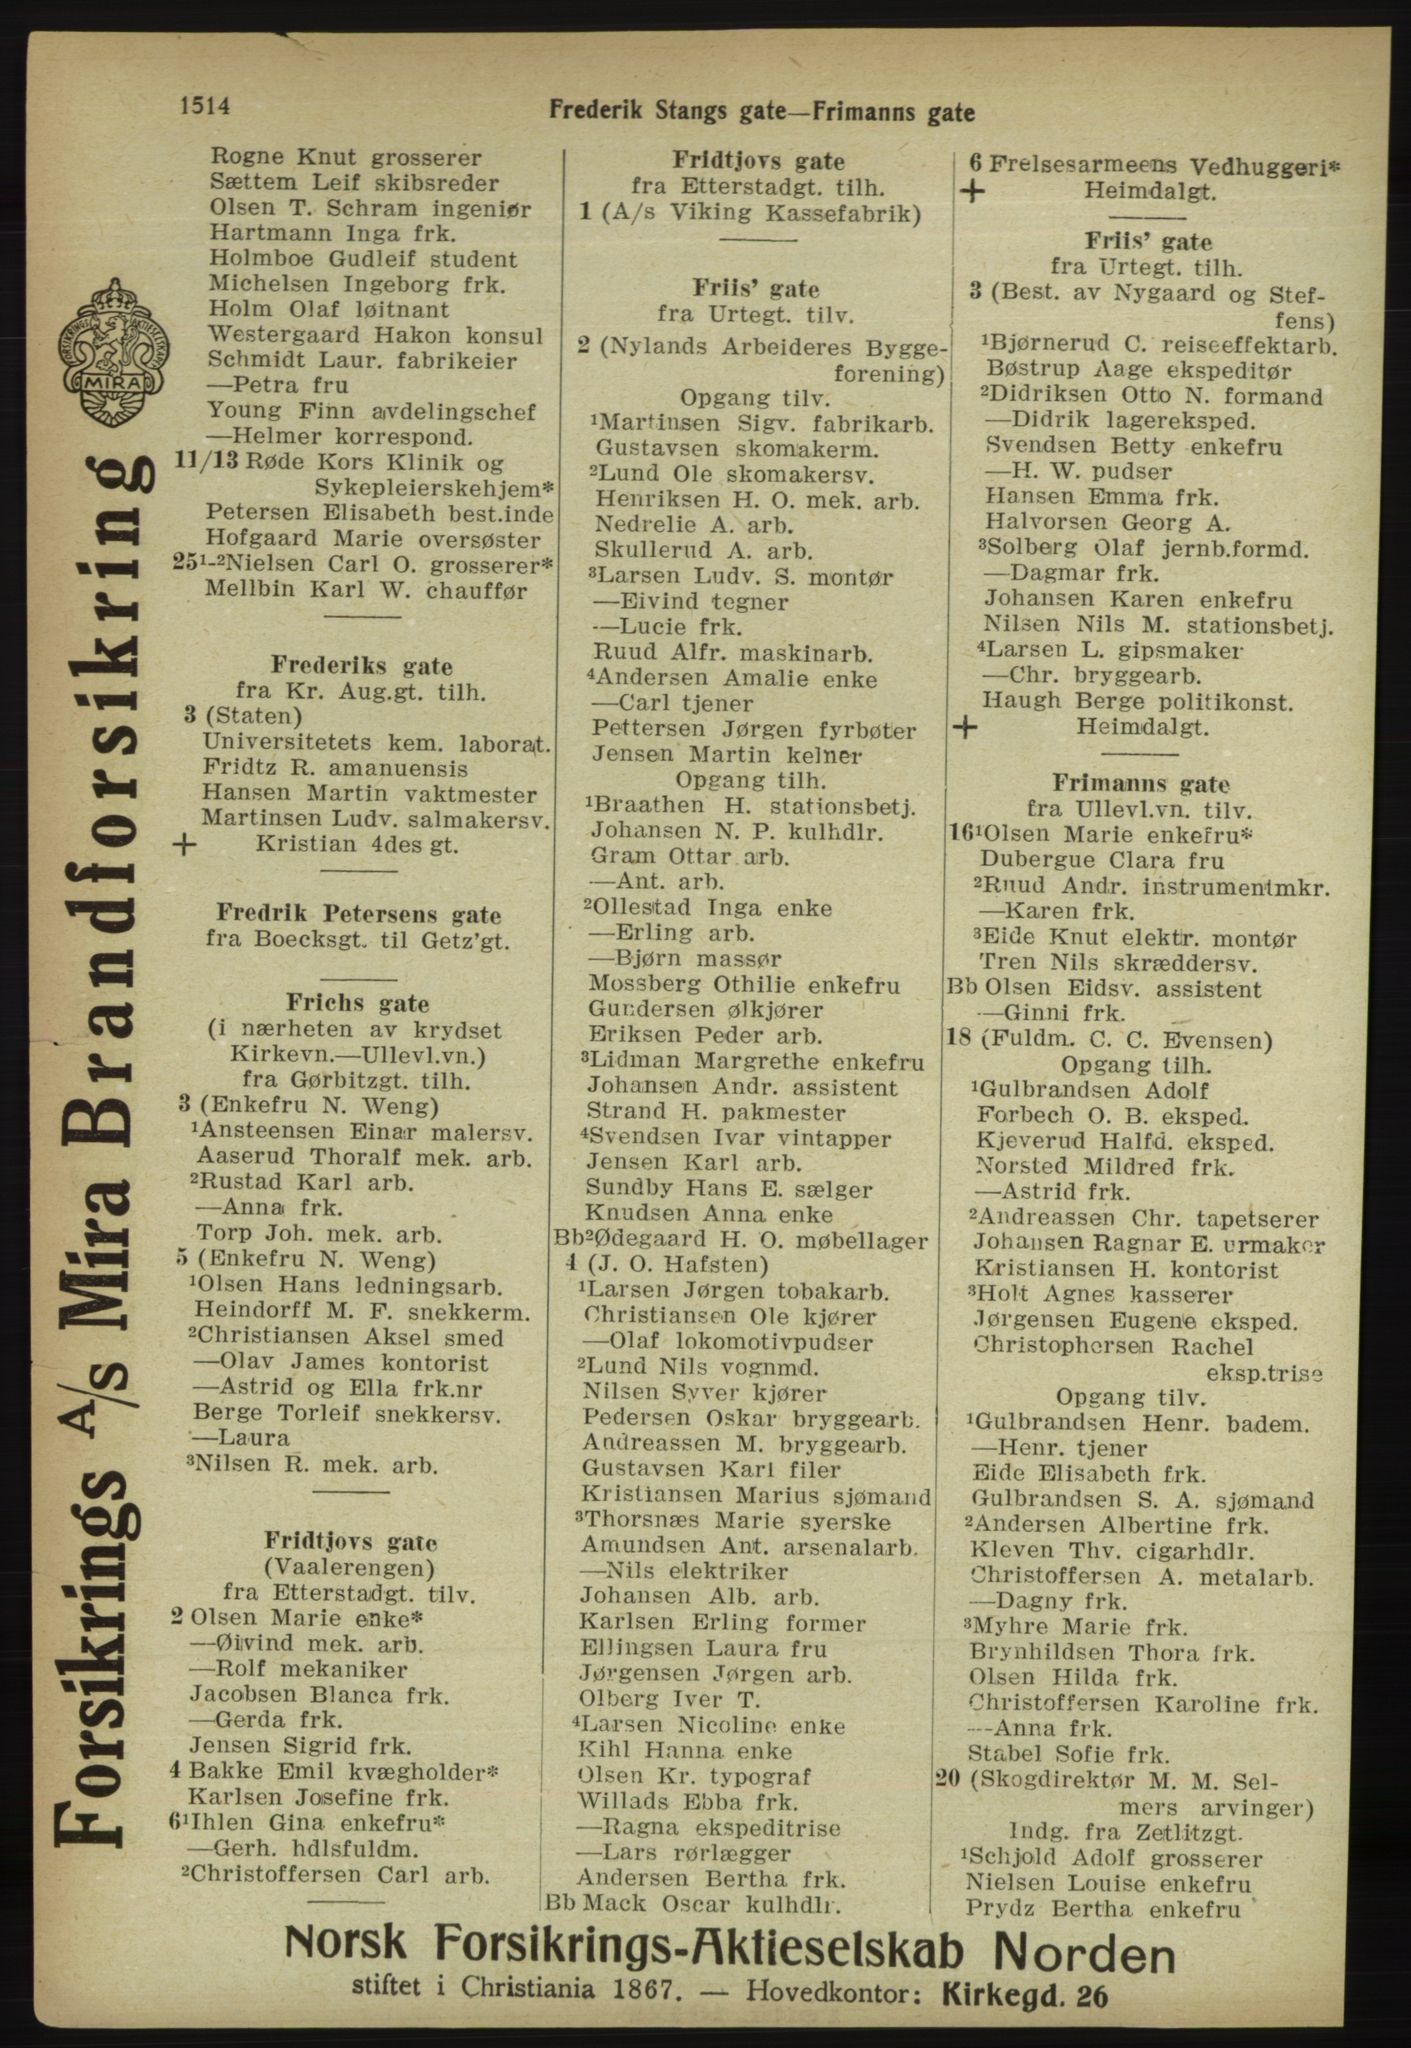 1514
Frederik Stangs gate—Frimanns gate
Rogne Knut grosserer
Sættem Leif skibsreder
Olsen T. Schram ingeniør
Hartmann Inga frk.
Holmboe Gudleif student
Michelsen Ingeborg frk.
Holm Olaf løitnant
Westergaard Hakon konsul
Schmidt Laur. fabrikeier
—Petra fru
Young Finn avdelingschef
—Helmer korrespond.
11/13 Røde Kors Klinik og
Sykepleierskehjem*
Petersen Elisabeth best.inde
Hofgaard Marie oversøster
25¹-²Nielsen Carl O. grosserer*
Mellbin Karl W. chauffør
Frederiks gate
fra Kr. Aug.gt. tilh.
3 (Staten)
Universitetets kem. laborat.
Fridtz R. amanuensis
Hansen Martin vaktmester
Martinsen Ludv. salmakersv.
+ Kristian 4des gt.
Fredrik Petersens gate
fra Boecksgt. til Getz'gt.
Frichs gate
(i nærheten av krydset
Kirkevn.—Ullevl.vn.)
fra Gørbitzgt. tilh.
3 (Enkefru N. Weng)
¹Ansteensen Einar malersv.
Aaserud Thoralf mek. arb.
²Rustad Karl arb.
—Anna frk.
Torp Joh. mek. arb.
5 (Enkefru N. Weng)
¹Olsen Hans ledningsarb.
Heindorff M. F. snekkerm.
²Christiansen Aksel smed
—Olav James kontorist
—Astrid og Ella frk.nr
Berge Torleif snekkersv.
—Laura
³Nilsen R. mek. arb.
Fridtjovs gate
(Vaalerengen)
fra Etterstadgt. tilv.
2 Olsen Marie enke*
—Øivind mek. arb.
—Rolf mekaniker
Jacobsen Blanca frk.
—Gerda frk.
Jensen Sigrid frk.
4 Bakke Emil kvægholder*
Karlsen Josefine frk.
6¹Ihlen Gina enkefru*
—Gerh. hdlsfuldm.
²Christoffersen Carl arb.
Fridtjovs gate
fra Etterstadgt. tilh.
1 (A/s Viking Kassefabrik)
Friis' gate
fra Urtegt. tilv.
2 (Nylands Arbeideres Bygge-
forening)
Opgang tilv.
¹Martinsen Sigv. fabrikarb.
Gustavsen skomakerm.
²Lund Ole skomakersv.
Henriksen H. O. mek. arb.
Nedrelie A. arb.
Skullerud A. arb.
³Larsen Ludv. S. montør
—Eivind tegner
—Lucie frk.
Ruud Alfr. maskinarb.
⁴Andersen Amalie enke
—Carl tjener
Pettersen Jørgen fyrbøter
Jensen Martin kelner
Opgang tilh.
¹Braathen H. stationsbetj.
Johansen N. P. kulhdlr.
Gram Ottar arb.
—Ant. arb.
²Ollestad Inga enke
—Erling arb.
—Bjørn massør
Mossberg Othilie enkefru
Gundersen ølkjører
Eriksen Peder arb.
³Lidman Margrethe enkefru
Johansen Andr. assistent
Strand H. pakmester
⁴Svendsen Ivar vintapper
Jensen Karl arb.
Sundby Hans E. sælger
Knudsen Anna enke
Bb²Ødegaard H. O. møbellager
4 (J. O. Hafsten)
¹Larsen Jørgen tobakarb.
Christiansen Ole kjører
—Olaf lokomotivpudser
²Lund Nils vognmd.
Nilsen Syver kjører
Pedersen Oskar bryggearb.
Andreassen M. bryggearb.
Gustavsen Karl filer
Kristiansen Marius sjømand
³Thorsnæs Marie syerske
Amundsen Ant. arsenalarb.
—Nils elektriker
Johansen Alb. arb.
Karlsen Erling former
Ellingsen Laura fru
Jørgensen Jørgen arb.
Olberg Iver T.
⁴Larsen Nicoline enke
Kihl Hanna enke
Olsen Kr. typograf
Willads Ebba frk.
—Ragna ekspeditrise
—Lars rørlægger
Andersen Bertha frk.
Bb Mack Oscar kulhdlr.
6 Frelsesarmeens Vedhuggeri*
+ Heimdalgt.
Friis' gate
fra Urtegt. tilh.
3 (Best. av Nygaard og Stef-
fens)
¹Bjørnerud C. reiseeffektarb.
Bøstrup Aage ekspeditør
²Didriksen Otto N. formand
—Didrik lagereksped.
Svendsen Betty enkefru
—H. W. pudser
Hansen Emma frk.
Halvorsen Georg A.
³Solberg Olaf jernb.formd.
—Dagmar frk.
Johansen Karen enkefru
Nilsen Nils M. stationsbetj.
⁴Larsen L. gipsmaker
—Chr. bryggearb.
Haugh Berge politikonst.
+ Heimdalgt.
Frimanns gate
fra Ullevl.vn. tilv.
16¹Olsen Marie enkefru*
Dubergue Clara fru
²Ruud Andr. instrumentmkr.
—Karen frk.
³Eide Knut elektr. montør
Tren Nils skræddersv.
Bb Olsen Eidsv. assistent
—Ginni frk.
18 (Fuldm. C. C. Evensen)
Opgang tilh.
¹Gulbrandsen Adolf
Forbech O. B. eksped.
Kjeverud Halfd. eksped.
Norsted Mildred frk.
—Astrid frk.
²Andreassen Chr. tapetserer
Johansen Ragnar E. urmaker
Kristiansen H. kontorist
³Holt Agnes kasserer
Jørgensen Eugene eksped.
Christophersen Rachel
eksp.trise
Opgang tilv.
¹Gulbrandsen Henr. badem.
—Henr. tjener
Eide Elisabeth frk.
Gulbrandsen S. A. sjømand
²Andersen Albertine frk.
Kleven Thv. cigarhdlr.
Christoffersen A. metalarb.
—Dagny frk.
³Myhre Marie frk.
Brynhildsen Thora frk.
Olsen Hilda frk.
Christoffersen Karoline frk.
—Anna frk.
Stabel Sofie frk.
20 (Skogdirektør M. M. Sel-
mers arvinger)
Indg. fra Zetlitzgt.
¹Schjold Adolf grosserer
Nielsen Louise enkefru
Prydz Bertha enkefru
Forsikrings A/s Mira Brandforsikring
MIRA
Norsk Forsikrings-Aktieselskab Norden
stiftet i Christiania 1867. — Hovedkontor: Kirkegd. 26